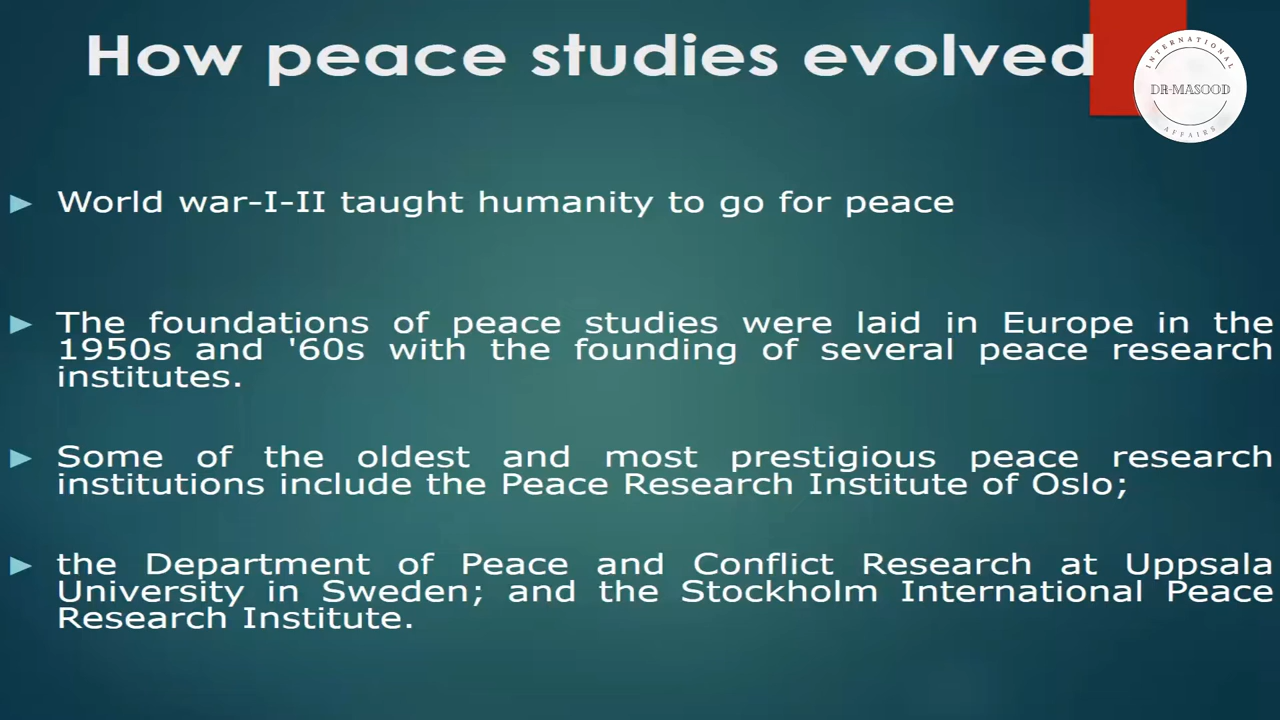 How peace studies evolved
INTERNATIONAL
DR-MASOOD
AFFAIRS
World war-I-II taught humanity to go for peace
The foundations of peace studies were laid in Europe in the
1950s and '60s with the founding of several peace research
institutes.
Some of the oldest and most prestigious peace research
institutions include the Peace Research Institute of Oslo;
the Department of Peace and Conflict Research at Uppsala
University in Sweden; and the Stockholm International Peace
Research Institute.